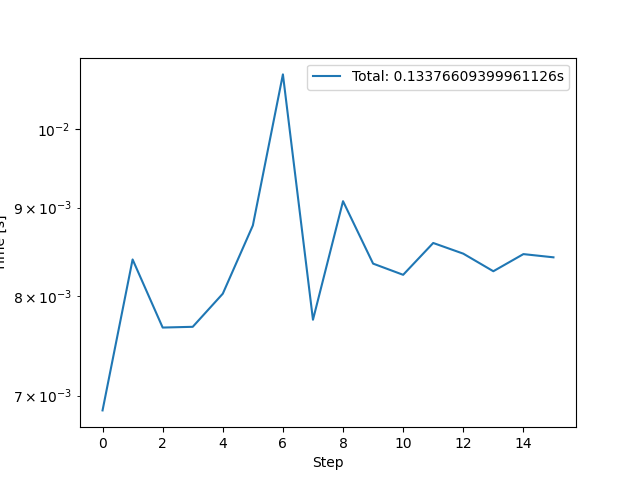 Total: 0.13376609399961126s
10⁻²
9 × 10⁻³
8 × 10⁻³
7 × 10⁻³
Time [s]
0 2 4 6 8 10 12 14
Step